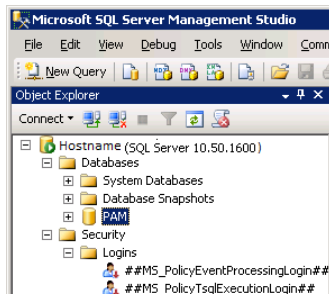 Microsoft SQL Server Management Studio
File Edit View Debug Tools Window
New Query
Object Explorer
Connect
Hostname (SQL Server 10.50.1600)
Databases
System Databases
Database Snapshots
PAM
Security
Logins
##MS_PolicyEventProcessingLogin##
##MS_PolicyTsqlExecutionLogin##